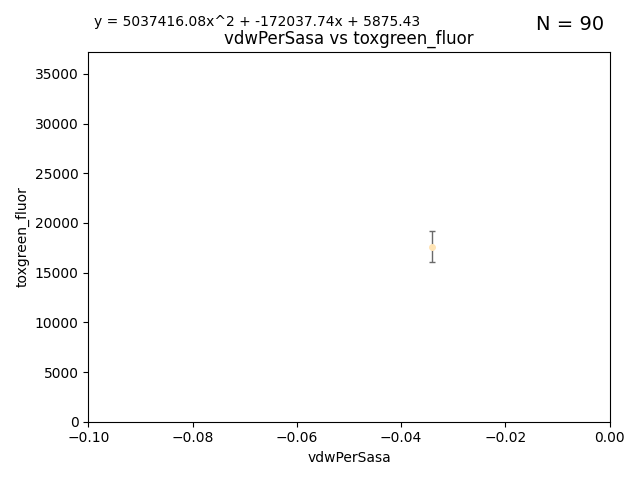 y = 5037416.08x^2 + -172037.74x + 5875.43
N = 90
vdwPerSasa vs toxgreen_fluor
35000
30000
25000
20000
15000
10000
5000
0
toxgreen_fluor
−0.10
−0.08
−0.06
−0.04
−0.02
0.00
vdwPerSasa